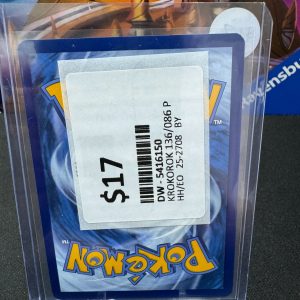 $17
DW - 5416150
KROKOROK 136/086 P
HH/EO 25-2708 BY
POKÉMON